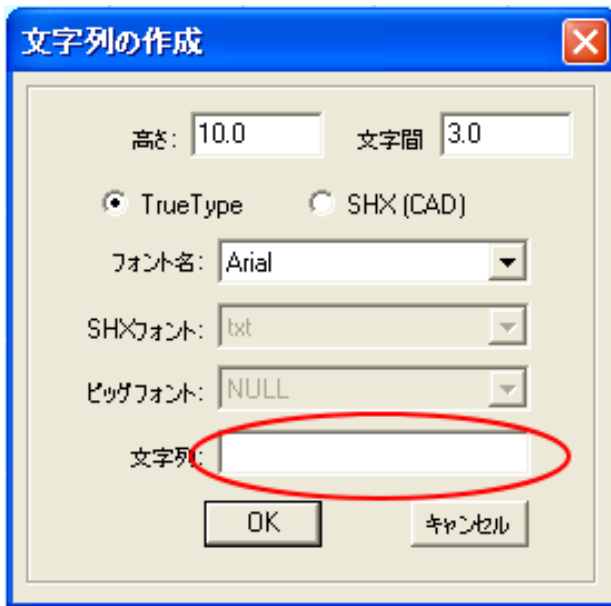 文字列の作成
高さ: 10.0 文字間 3.0
TrueType SHX (CAD)
フォント名: Arial
SHXフォント: txt
ビッグフォント: NULL
文字列:
OK キャンセル